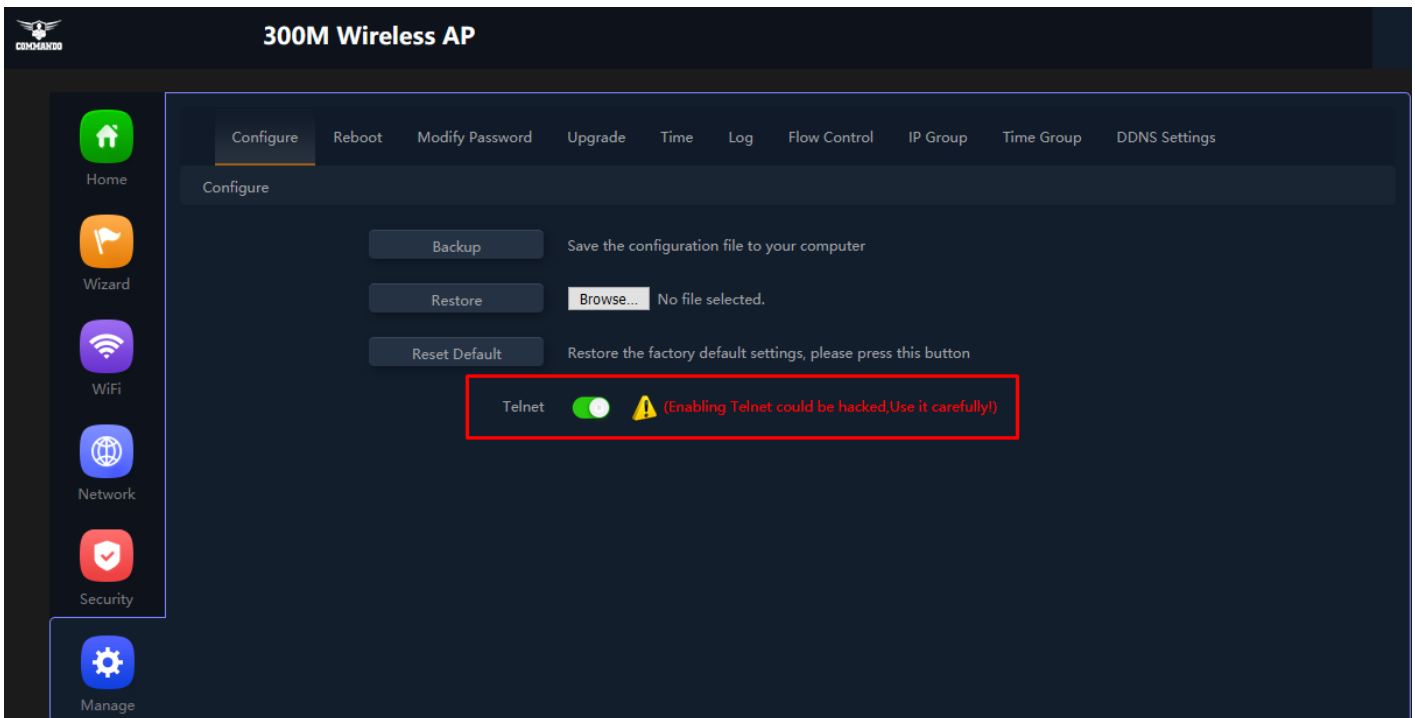 COMMANDO
300M Wireless AP
Configure Reboot Modify Password Upgrade Time Log Flow Control IP Group Time Group DDNS Settings
Home
Configure
Backup Save the configuration file to your computer
Wizard
Restore Browse... No file selected.
Reset Default Restore the factory default settings, please press this button
WiFi
Telnet (Enabling Telnet could be hacked,Use it carefully!)
Network
Security
Manage